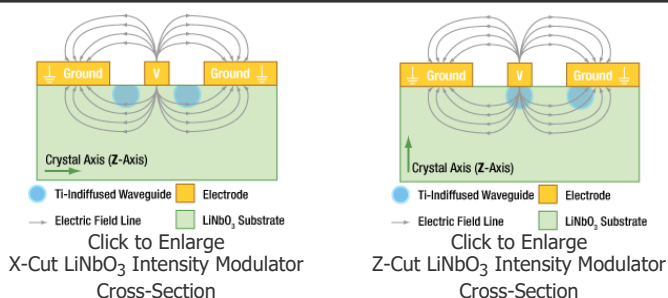 Ground V Ground
Crystal Axis (Z-Axis)
Ti-Indiffused Waveguide Electrode
Electric Field Line LiNbO3 Substrate
Click to Enlarge
X-Cut LiNbO3 Intensity Modulator
Cross-Section
Ground V Ground
Crystal Axis (Z-Axis)
Ti-Indiffused Waveguide Electrode
Electric Field Line LiNbO3 Substrate
Click to Enlarge
Z-Cut LiNbO3 Intensity Modulator
Cross-Section